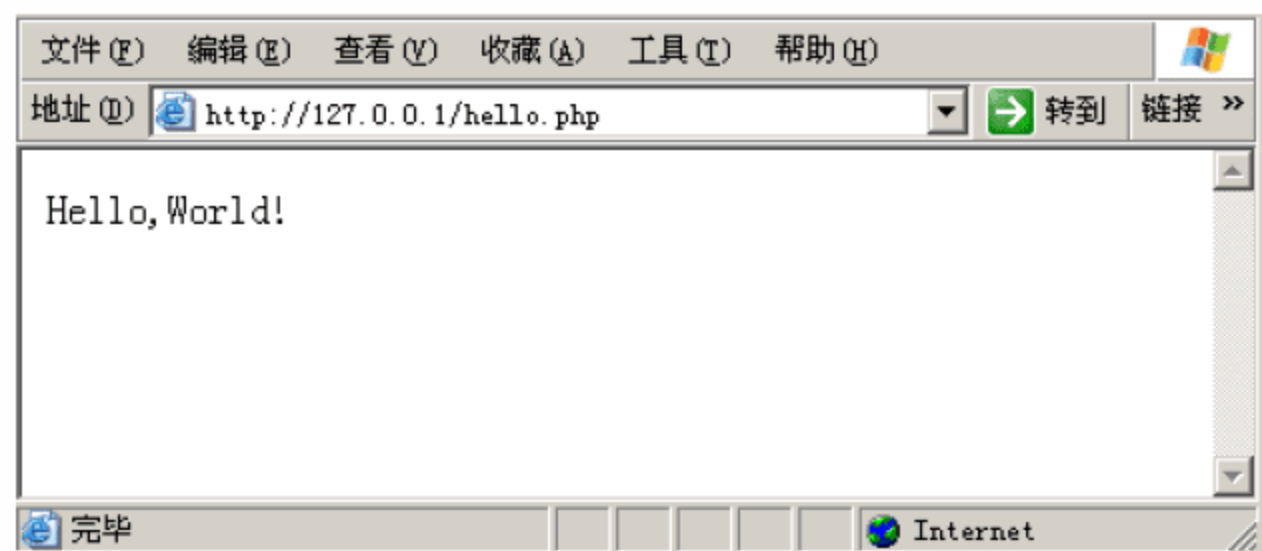 文件(F) 编辑(E) 查看(V) 收藏(A) 工具(T) 帮助(H)
地址(D) http://127.0.0.1/hello.php 转到 链接 »
Hello,World!
完毕 Internet